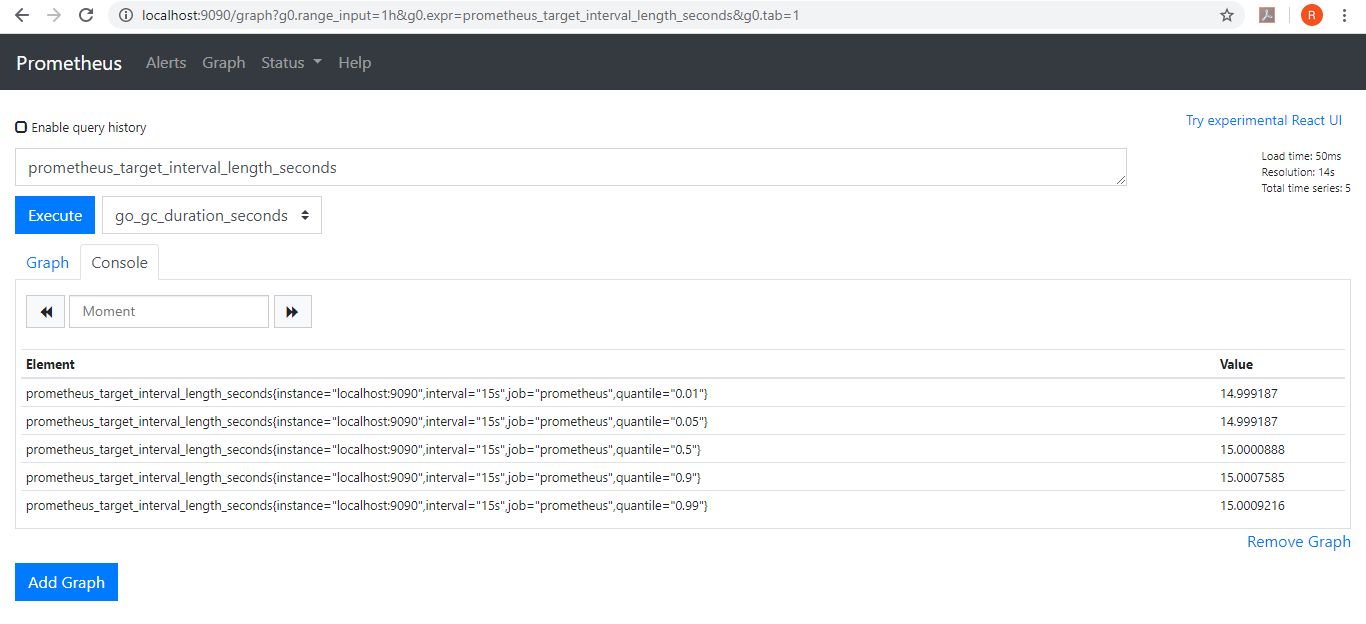 localhost:9090/graph?g0.range_input=1h&g0.expr=prometheus_target_interval_length_seconds&g0.tab=1
R
Prometheus Alerts Graph Status Help
Try experimental React UI
Enable query history
prometheus_target_interval_length_seconds
Load time: 50ms
Resolution: 14s
Total time series: 5
Execute go_gc_duration_seconds
Graph Console
Moment
Element Value
prometheus_target_interval_length_seconds{instance="localhost:9090",interval="15s",job="prometheus",quantile="0.01"} 14.999187
prometheus_target_interval_length_seconds{instance="localhost:9090",interval="15s",job="prometheus",quantile="0.05"} 14.999187
prometheus_target_interval_length_seconds{instance="localhost:9090",interval="15s",job="prometheus",quantile="0.5"} 15.0000888
prometheus_target_interval_length_seconds{instance="localhost:9090",interval="15s",job="prometheus",quantile="0.9"} 15.0007585
prometheus_target_interval_length_seconds{instance="localhost:9090",interval="15s",job="prometheus",quantile="0.99"} 15.0009216
Remove Graph
Add Graph